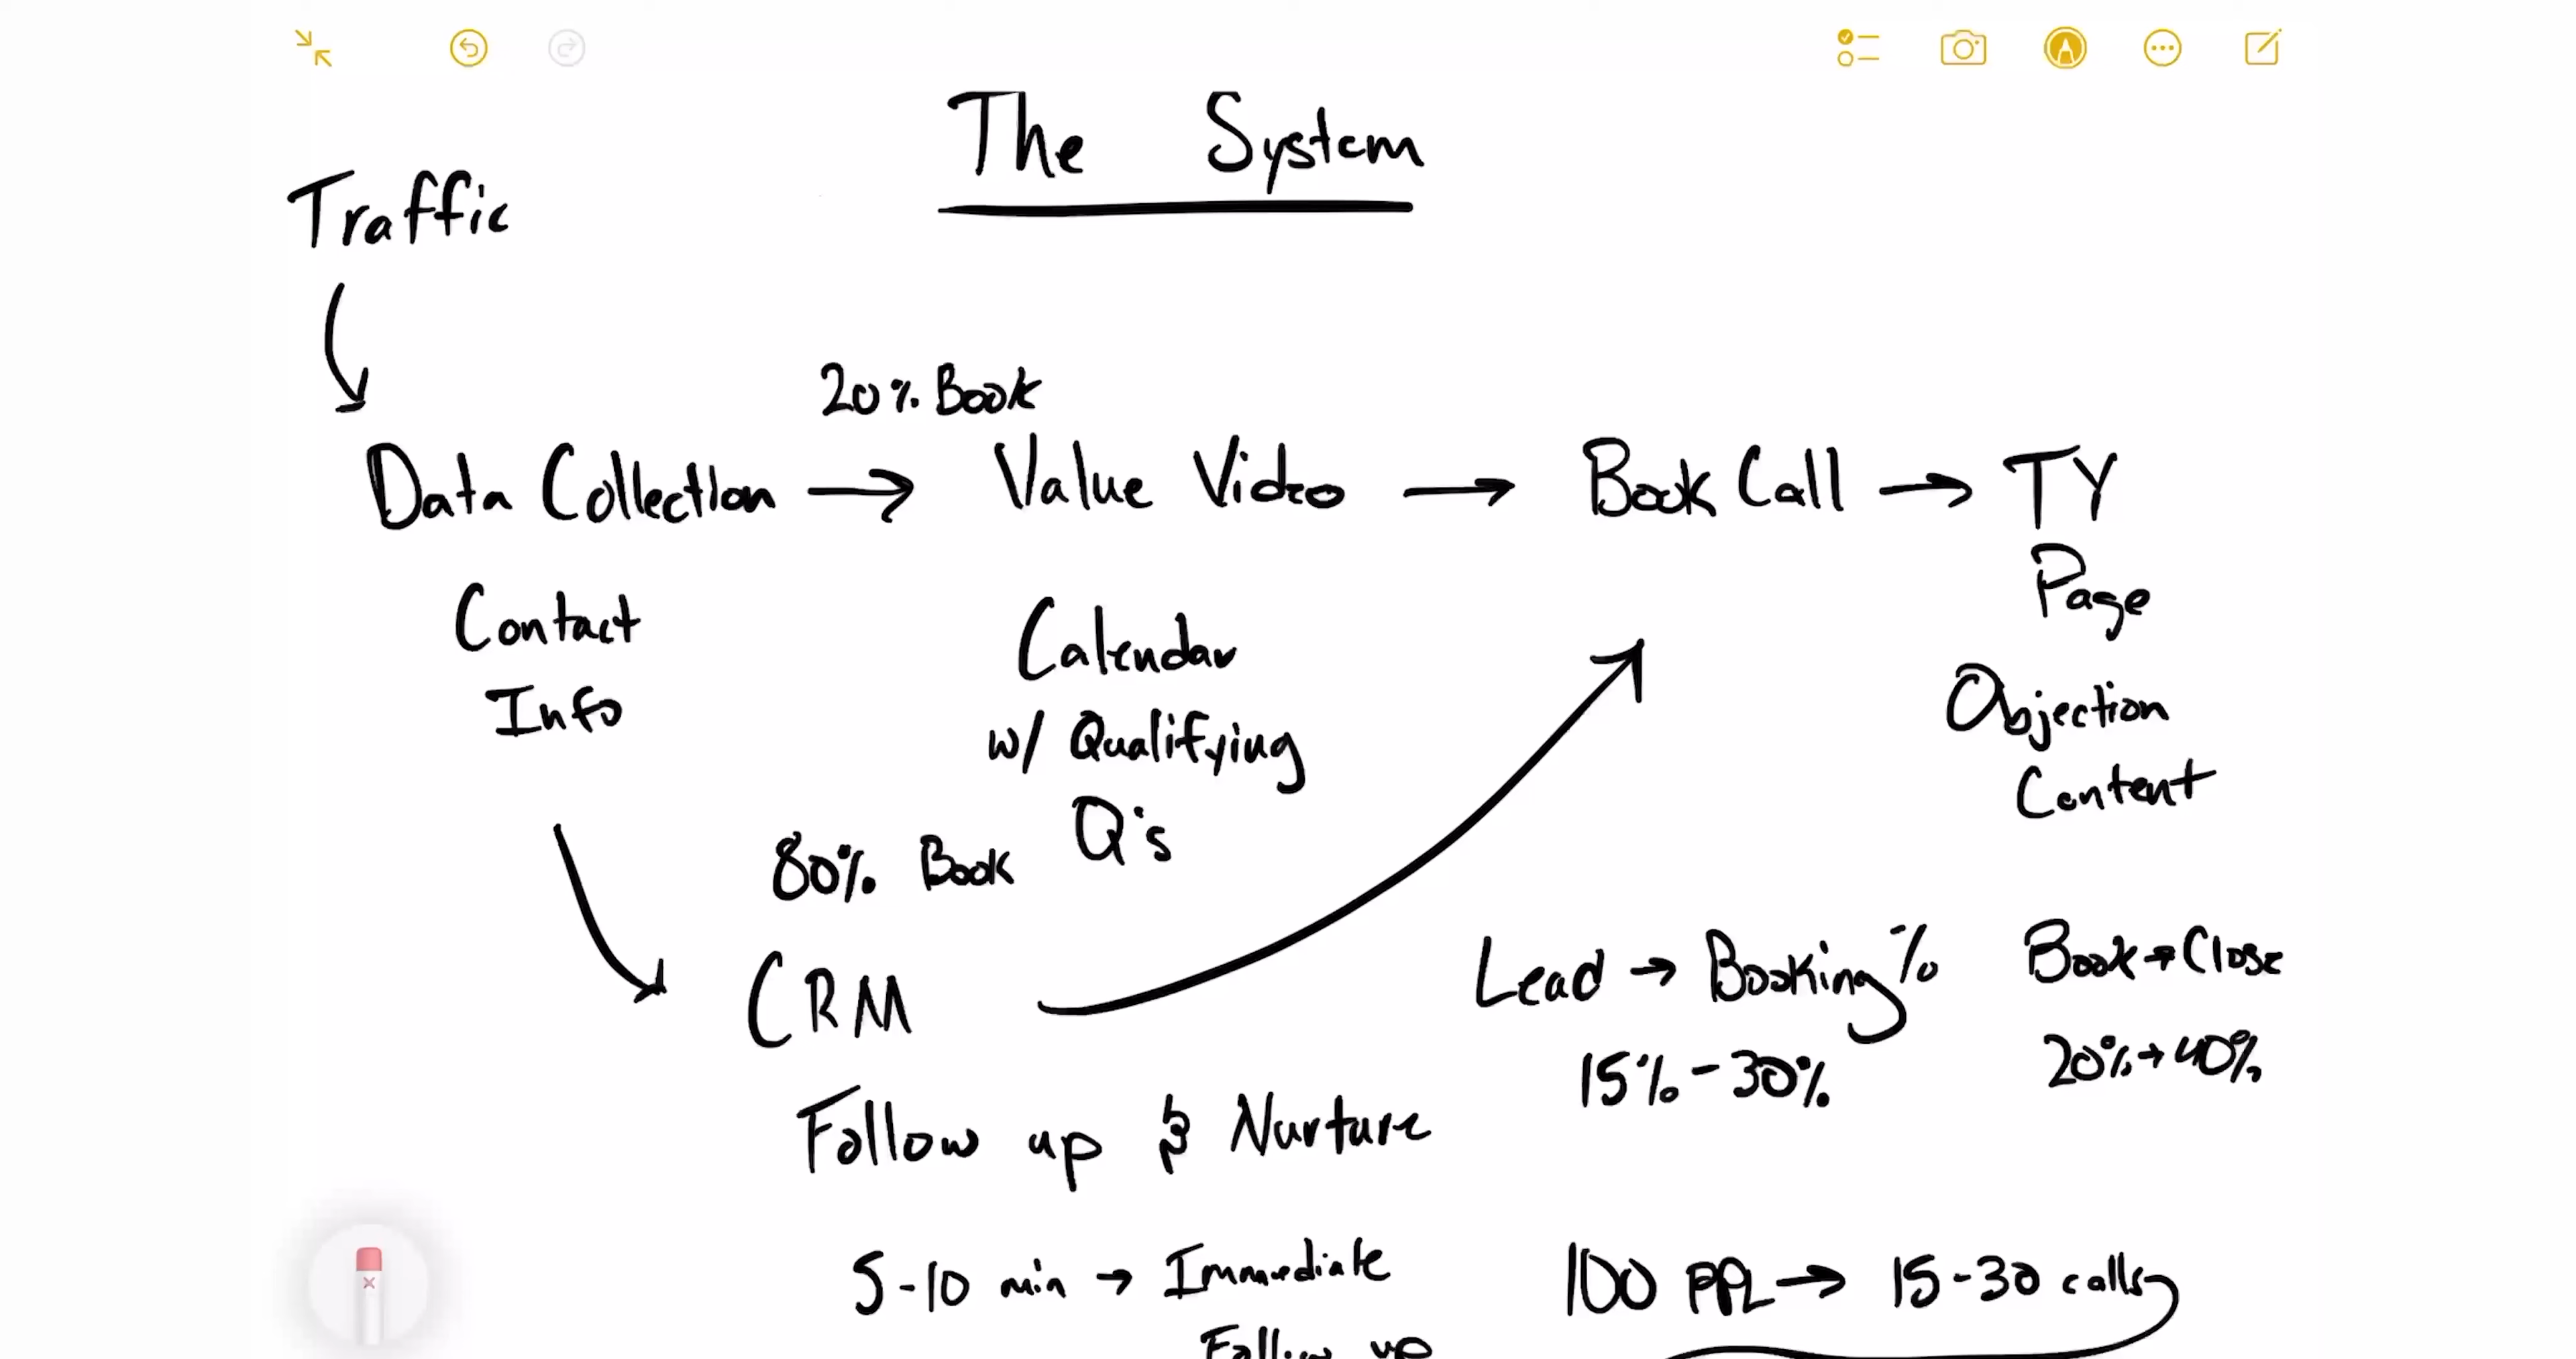 The System
Traffic
20% Book
Data Collection → Value Video → Book Call → TY
Page
Contact
Info
Calendar
w/ Qualifying
Q's
Objection
Content
80% Book
CRM
Lead → Booking %
15% - 30%
Book → Close
20% → 40%
Follow up & Nurture
5-10 min → Immediate
Follow up
100 PPL → 15-30 calls